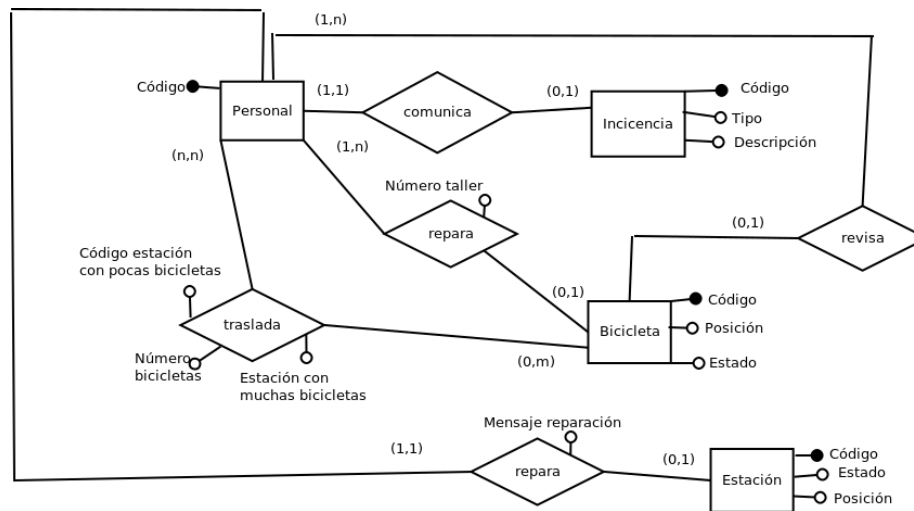 (1,n)
Código
Personal
(1,1)
comunica
(0,1)
Código
Incicencia
Tipo
Descripción
(n,n)
(1,n)
Número taller
repara
(0,1)
revisa
Código estación
con pocas bicicletas
(0,1)
Código
traslada
Bicicleta
Posición
Número
bicicletas
Estación con
muchas bicicletas
(0,m)
Estado
Mensaje reparación
(1,1)
repara
(0,1)
Código
Estación
Estado
Posición